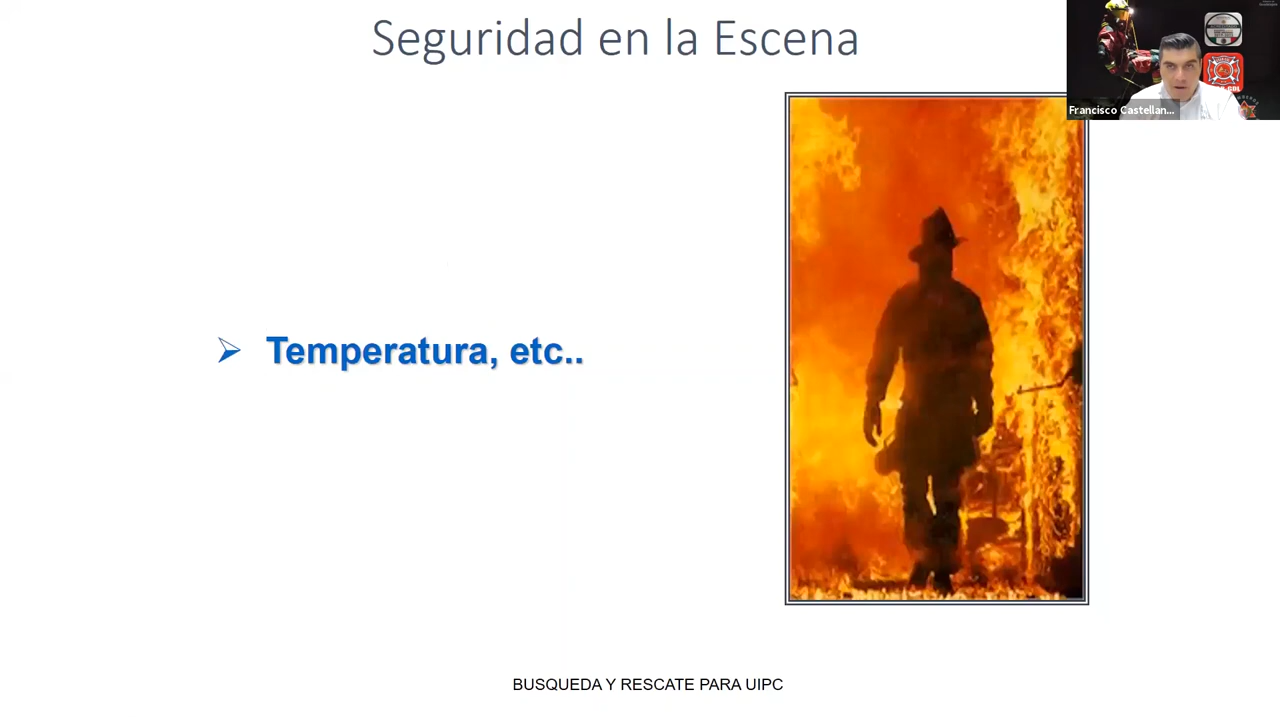 Seguridad en la Escena
Francisco Castellan...
Temperatura, etc..
BUSQUEDA Y RESCATE PARA UIPC